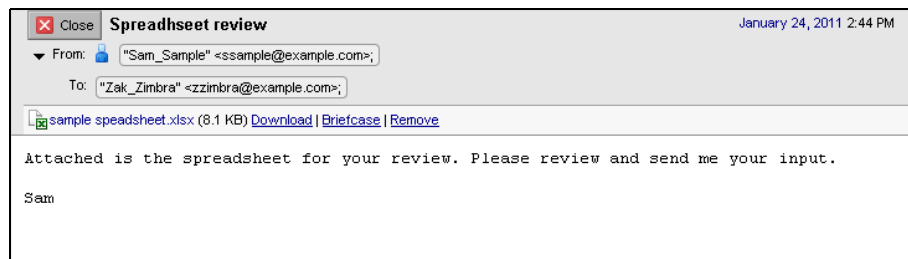 Close Spreadhseet review January 24, 2011 2:44 PM
From: "Sam_Sample" <ssample@example.com>;
To: "Zak_Zimbra" <zzimbra@example.com>;
sample speadsheet.xlsx (8.1 KB) Download | Briefcase | Remove
Attached is the spreadsheet for your review. Please review and send me your input.
Sam